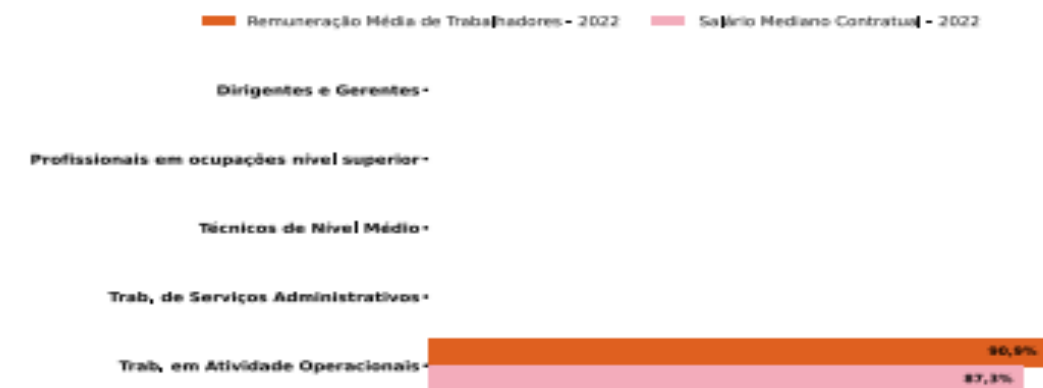 Remuneração Média de Trabalhadores - 2022 Salário Mediano Contratual - 2022
Dirigentes e Gerentes
Profissionais em ocupações nível superior
Técnicos de Nível Médio
Trab, de Serviços Administrativos
Trab, em Atividade Operacionais
90,9%
87,3%